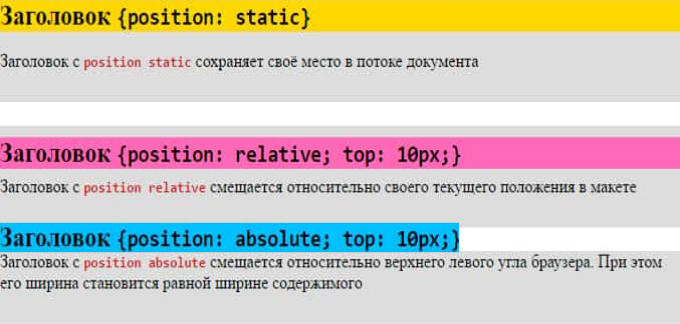 Заголовок {position: static}
Заголовок с position static сохраняет своё место в потоке документа
Заголовок {position: relative; top: 10px;}
Заголовок с position relative смещается относительно своего текущего положения в макете
Заголовок {position: absolute; top: 10px;}
Заголовок с position absolute смещается относительно верхнего левого угла браузера. При этом
его ширина становится равной ширине содержимого